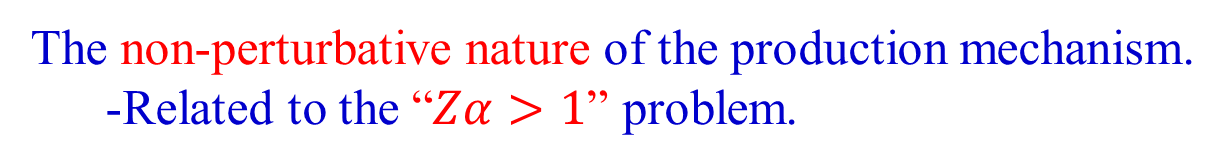 The non-perturbative nature of the production mechanism.
-Related to the “Zα > 1” problem.